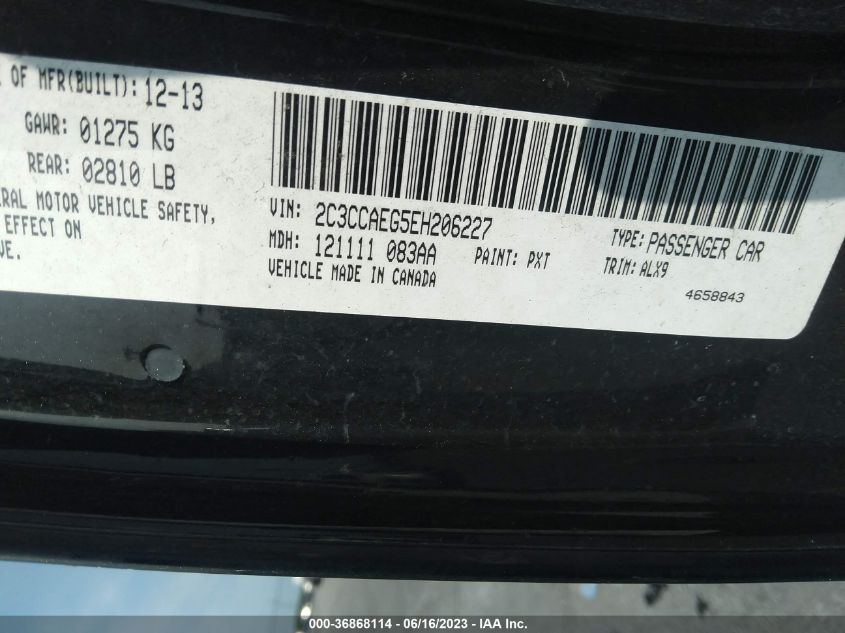 OF MFR(BUILT): 12-13
GAWR: 01275 KG
REAR: 02810 LB
MOTOR VEHICLE SAFETY,
EFFECT ON
VIN: 2C3CCAEG5EH206227
MDH: 121111 083AA PAINT: PXT
VEHICLE MADE IN CANADA
TYPE: PASSENGER CAR
TRIM: ALX9
4658843
000-36868114 - 06/16/2023 - IAA Inc.